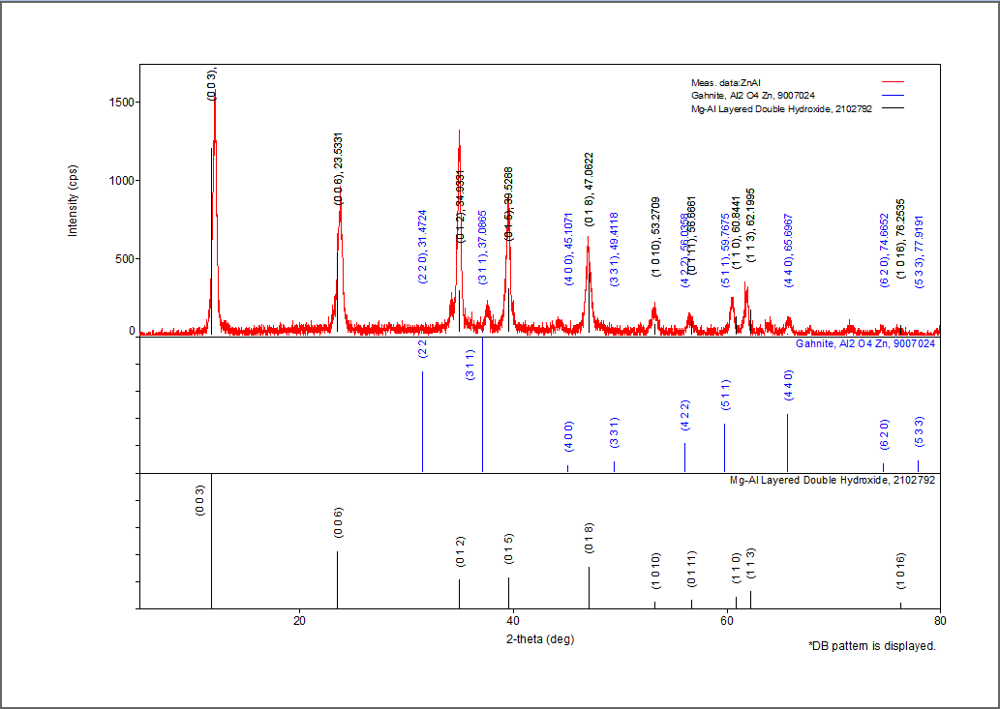 Meas. data:ZnAl
Gahnite, Al2 O4 Zn, 9007024
Mg-Al Layered Double Hydroxide, 2102792
Intensity (cps)
1500
1000
500
0
(0 0 3),
(0 0 6), 23.5331
(2 2 0), 31.4724
(0 1 2), 34.9331
(3 1 1), 37.0865
(0 1 5), 39.5288
(4 0 0), 45.1071
(0 1 8), 47.0622
(3 3 1), 49.4118
(1 0 10), 53.2709
(4 2 2), 56.0358
(0 1 11), 56.6661
(5 1 1), 59.7675
(1 1 0), 60.8441
(1 1 3), 62.1995
(4 4 0), 65.6967
(6 2 0), 74.6652
(1 0 16), 76.2535
(5 3 3), 77.9191
Gahnite, Al2 O4 Zn, 9007024
(2 2
(3 1 1)
(4 0 0)
(3 3 1)
(4 2 2)
(5 1 1)
(4 4 0)
(6 2 0)
(5 3 3)
Mg-Al Layered Double Hydroxide, 2102792
(0 0 3)
(0 0 6)
(0 1 2)
(0 1 5)
(0 1 8)
(1 0 10)
(0 1 11)
(1 1 0)
(1 1 3)
(1 0 16)
20
40
60
80
2-theta (deg)
*DB pattern is displayed.